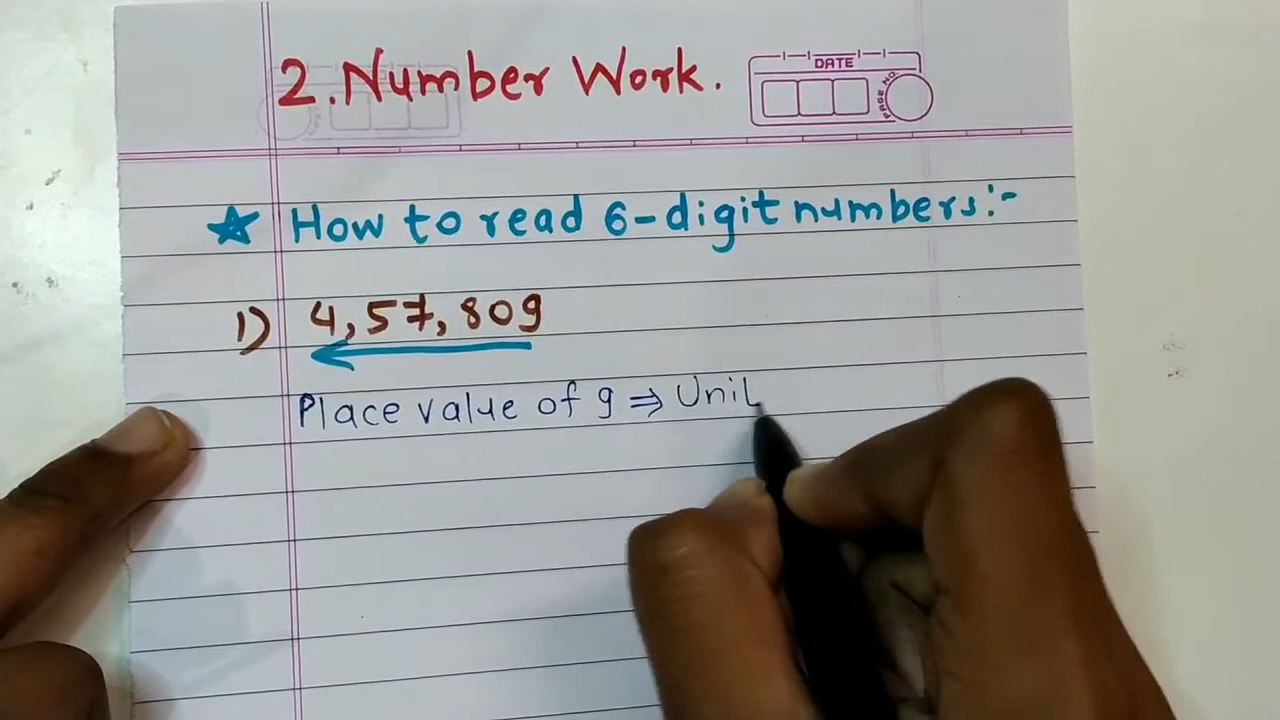 2. Number Work.
DATE
PAGE NO.
☆ How to read 6-digit numbers:-
1) 4,57,809
Place value of 9 ⇒ Unit